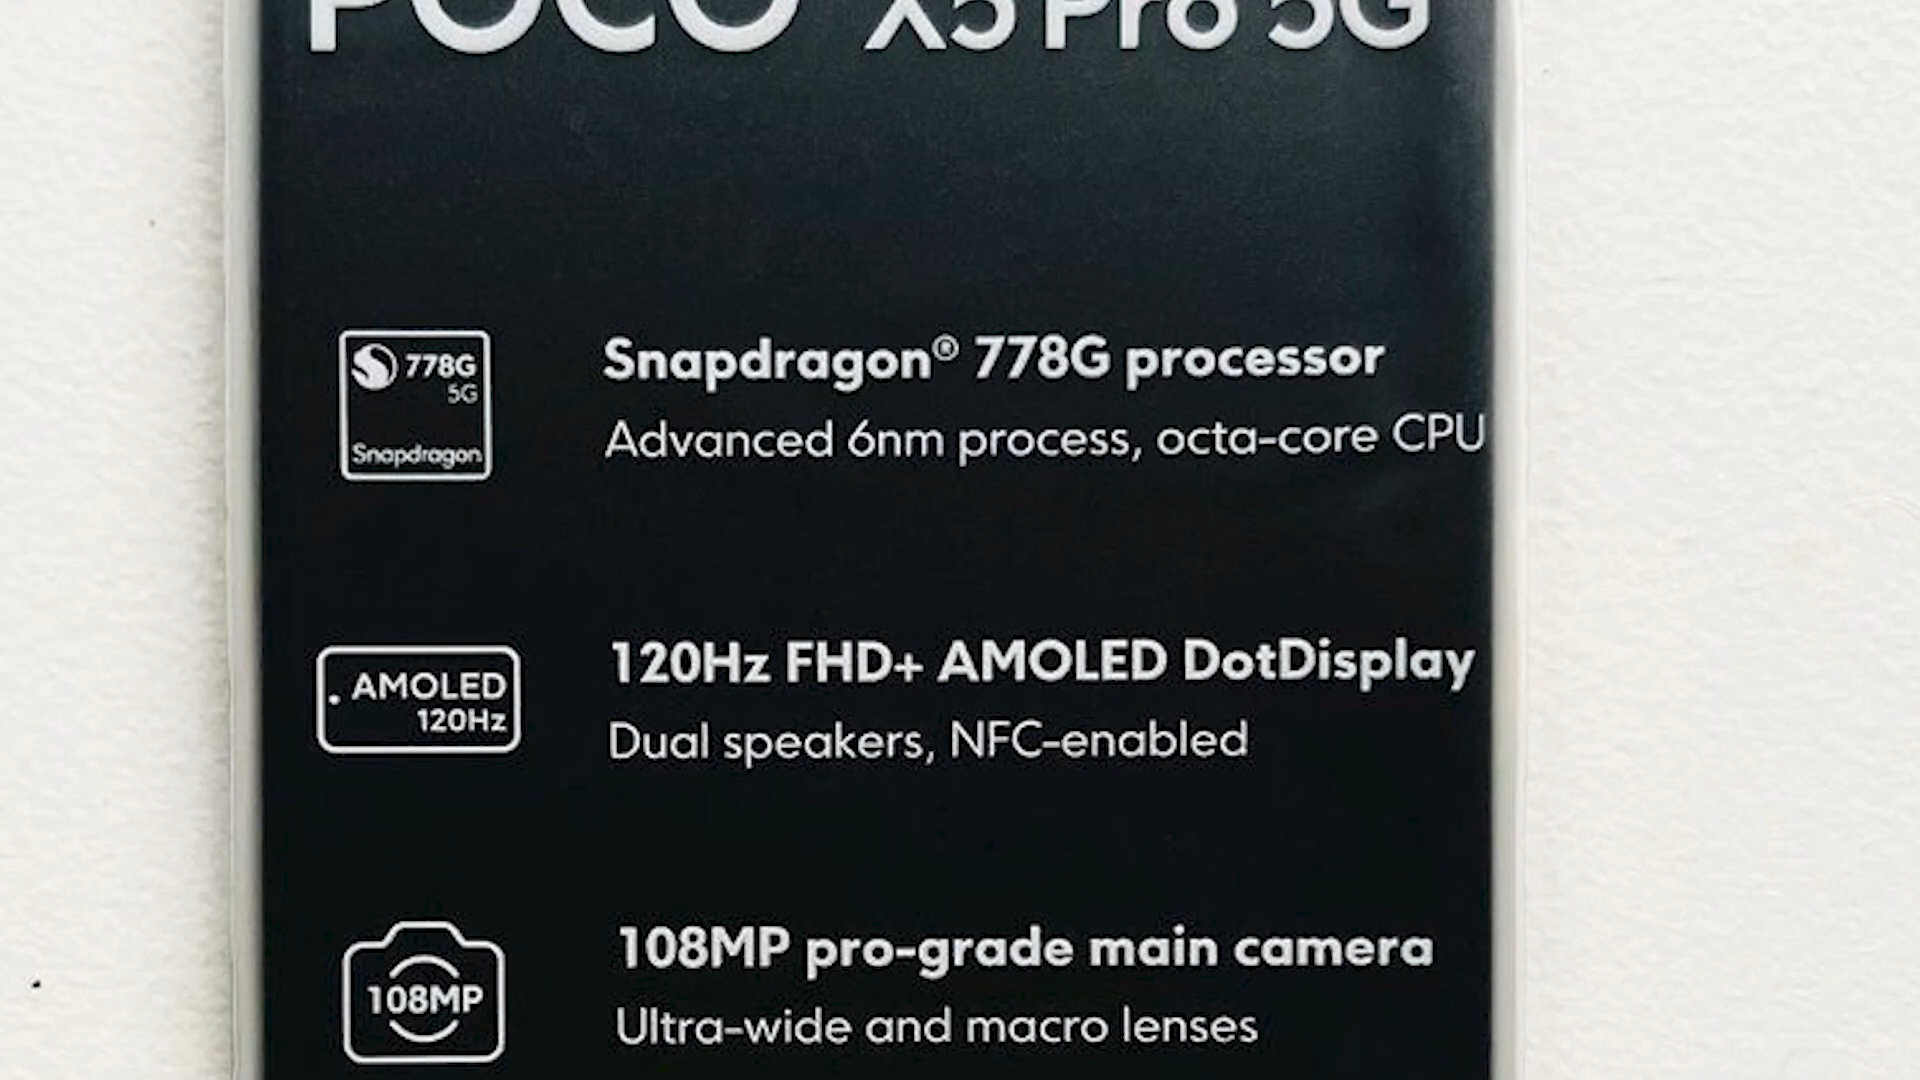 POCO X5 Pro 5G
778G
5G
Snapdragon
Snapdragon® 778G processor
Advanced 6nm process, octa-core CPU
AMOLED
120Hz
120Hz FHD+ AMOLED DotDisplay
Dual speakers, NFC-enabled
108MP
108MP pro-grade main camera
Ultra-wide and macro lenses